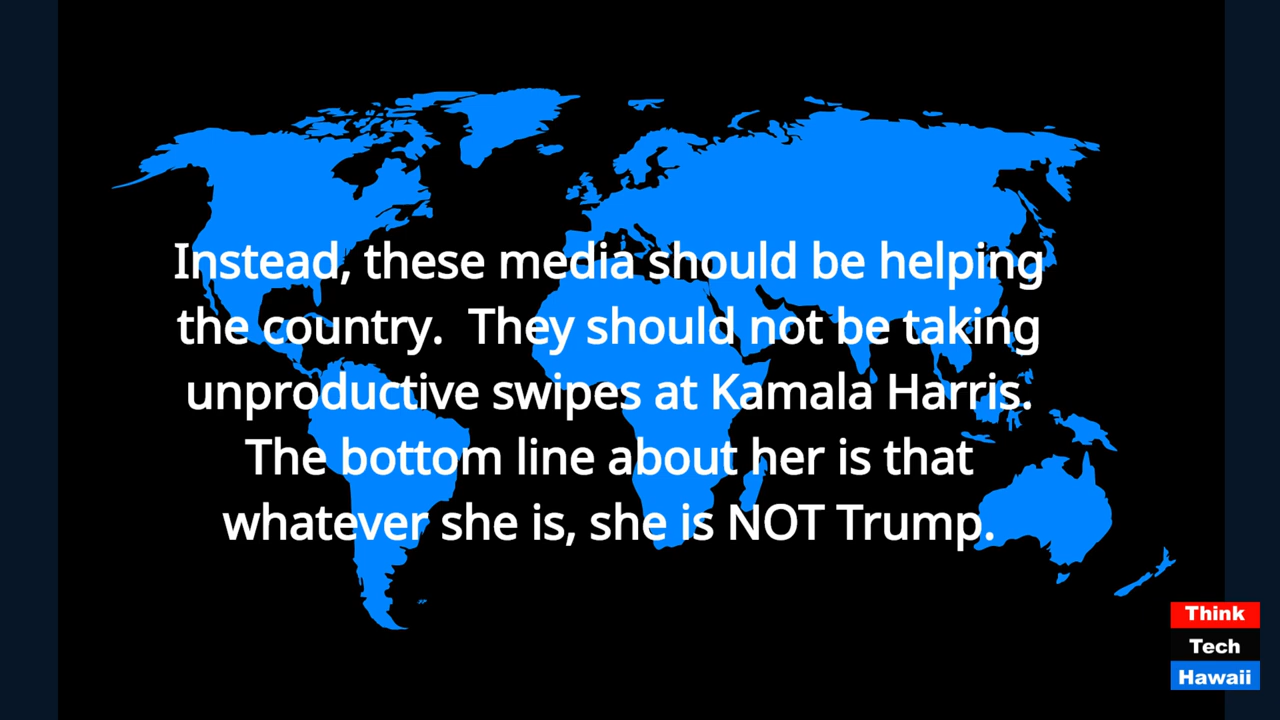 Instead, these media should be helping
the country.  They should not be taking
unproductive swipes at Kamala Harris.
The bottom line about her is that
whatever she is, she is NOT Trump.
Think
Tech
Hawaii